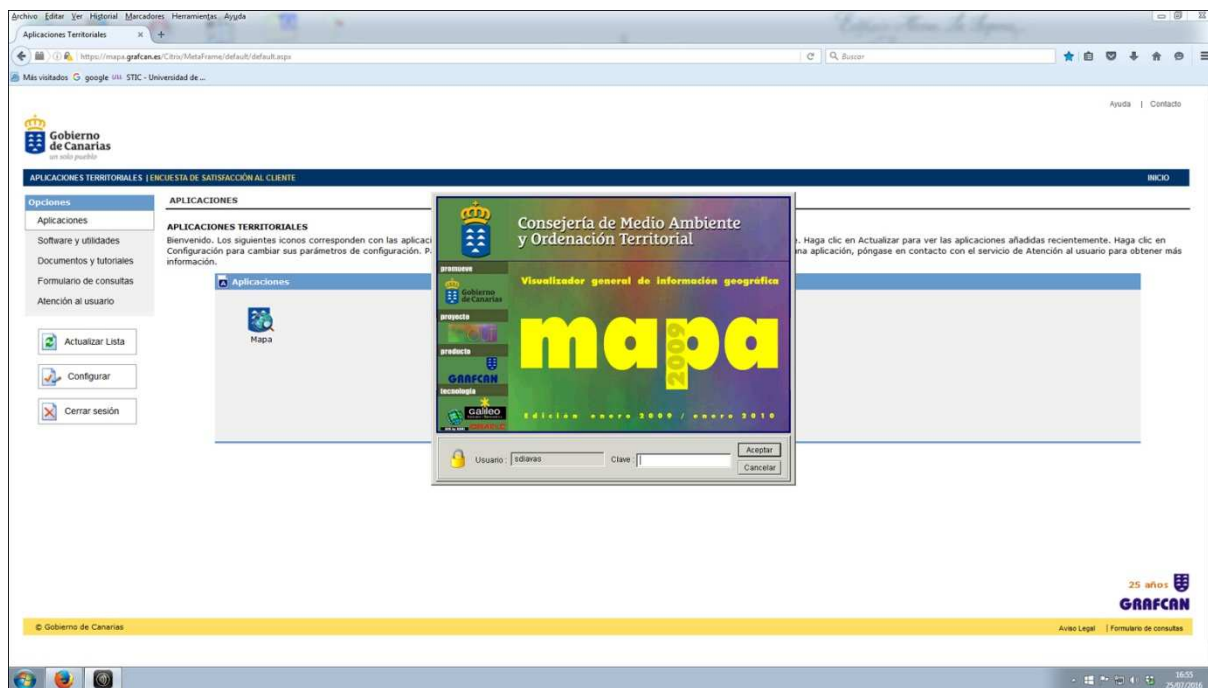 Archivo Editar Ver Historial Marcadores Herramientas Ayuda
Aplicaciones Territoriales × +
https://mapa.grafcan.es/Citrix/MetaFrame/default/default.aspx
Buscar
Más visitados G google ULL STIC - Universidad de ...
Ayuda | Contacto
Gobierno
de Canarias
un solo pueblo
APLICACIONES TERRITORIALES | ENCUESTA DE SATISFACCIÓN AL CLIENTE
INICIO
Opciones
Aplicaciones
Software y utilidades
Documentos y tutoriales
Formulario de consultas
Atención al usuario
Actualizar Lista
Configurar
Cerrar sesión
APLICACIONES
APLICACIONES TERRITORIALES
Bienvenido. Los siguientes iconos corresponden con las aplicaci
. Haga clic en Actualizar para ver las aplicaciones añadidas recientemente. Haga clic en
Configuración para cambiar sus parámetros de configuración. P
na aplicación, póngase en contacto con el servicio de Atención al usuario para obtener más
información.
Aplicaciones
Mapa
Consejería de Medio Ambiente
y Ordenación Territorial
promueve
Gobierno
de Canarias
proyecto
producto
GRAFCAN
tecnología
Galileo
Visualizador general de información geográfica
mapa
2009
Edición enero 2009 / enero 2010
Usuario: Clave:
Aceptar
Cancelar
25 años
GRAFCAN
© Gobierno de Canarias
Aviso Legal | Formulario de consultas
16:55
25/07/2016